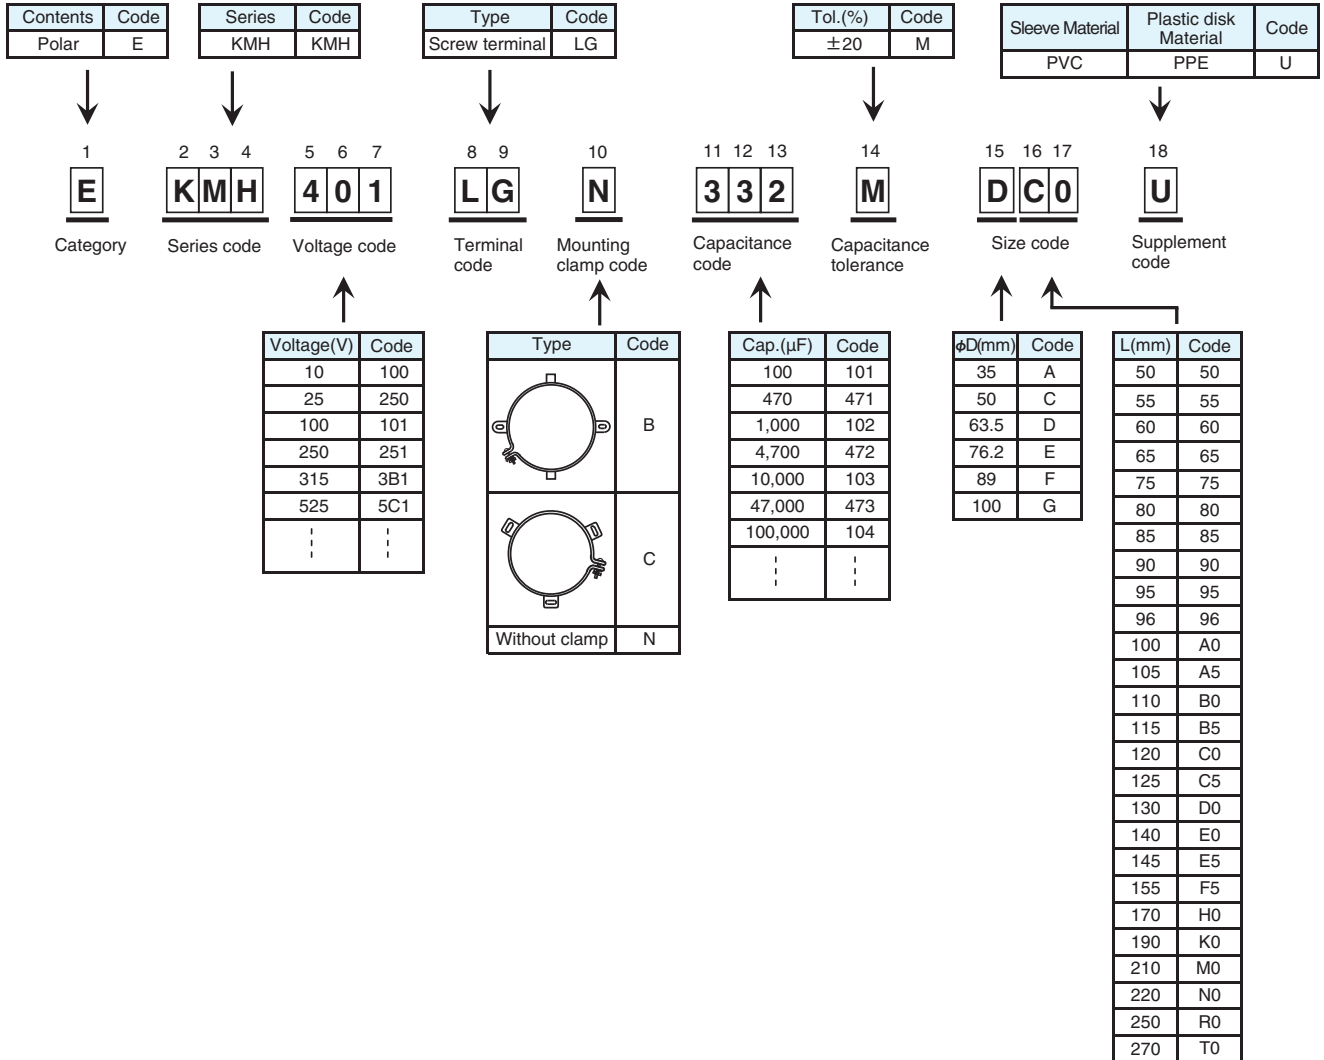 Contents Code
Polar E
Series Code
KMH KMH
Type Code
Screw terminal LG
Tol.(%) Code
±20 M
Sleeve Material Plastic disk Material Code
PVC PPE U
1 2 3 4 5 6 7 8 9 10 11 12 13 14 15 16 17 18
E K M H 4 0 1 L G N 3 3 2 M D C 0 U
Category
Series code
Voltage code
Terminal
code
Mounting
clamp code
Capacitance
code
Capacitance
tolerance
Size code
Supplement
code
Voltage(V) Code
10 100
25 250
100 101
250 251
315 3B1
525 5C1
Type Code
B
C
Without clamp N
Cap.(µF) Code
100 101
470 471
1,000 102
4,700 472
10,000 103
47,000 473
100,000 104
ϕD(mm) Code
35 A
50 C
63.5 D
76.2 E
89 F
100 G
L(mm) Code
50 50
55 55
60 60
65 65
75 75
80 80
85 85
90 90
95 95
96 96
100 A0
105 A5
110 B0
115 B5
120 C0
125 C5
130 D0
140 E0
145 E5
155 F5
170 H0
190 K0
210 M0
220 N0
250 R0
270 T0